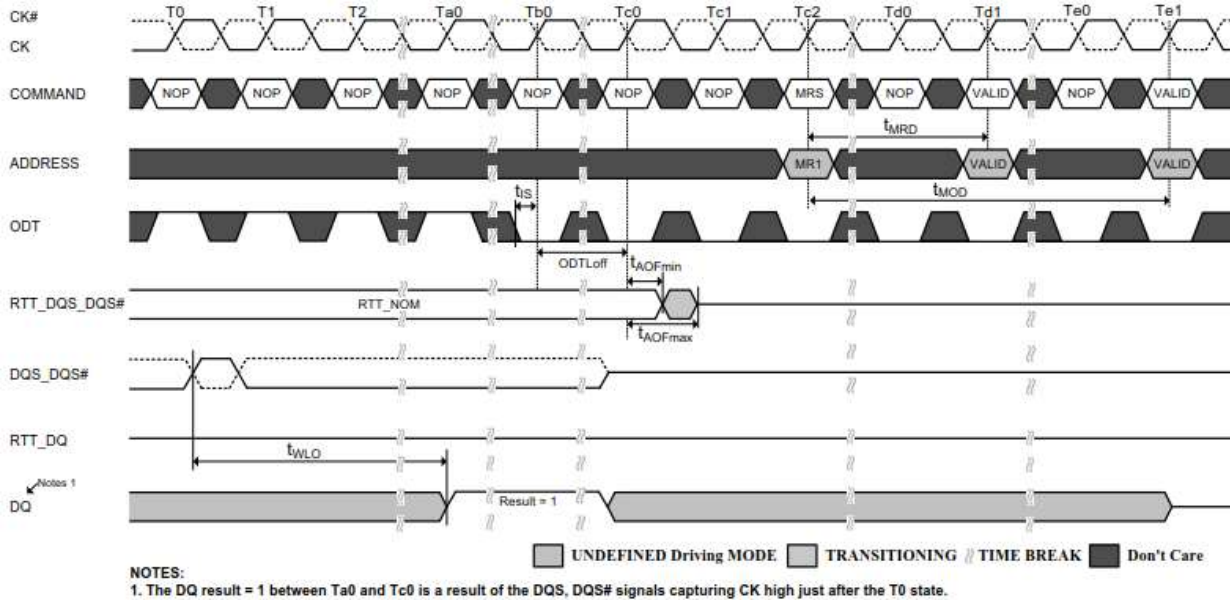 CK#
T0 T1 T2 Ta0 Tb0 Tc0 Tc1 Tc2 Td0 Td1 Te0 Te1
CK
COMMAND NOP NOP NOP NOP NOP NOP NOP MRS NOP VALID NOP VALID
tMRD
ADDRESS MR1 VALID VALID
tIS
tMOD
ODT
ODTLoff
tAOFmin
RTT_DQS_DQS# RTT_NOM
tAOFmax
DQS_DQS#
RTT_DQ
tWLO
Notes 1
DQ Result = 1
UNDEFINED Driving MODE TRANSITIONING TIME BREAK Don't Care
NOTES:
1. The DQ result = 1 between Ta0 and Tc0 is a result of the DQS, DQS# signals capturing CK high just after the T0 state.